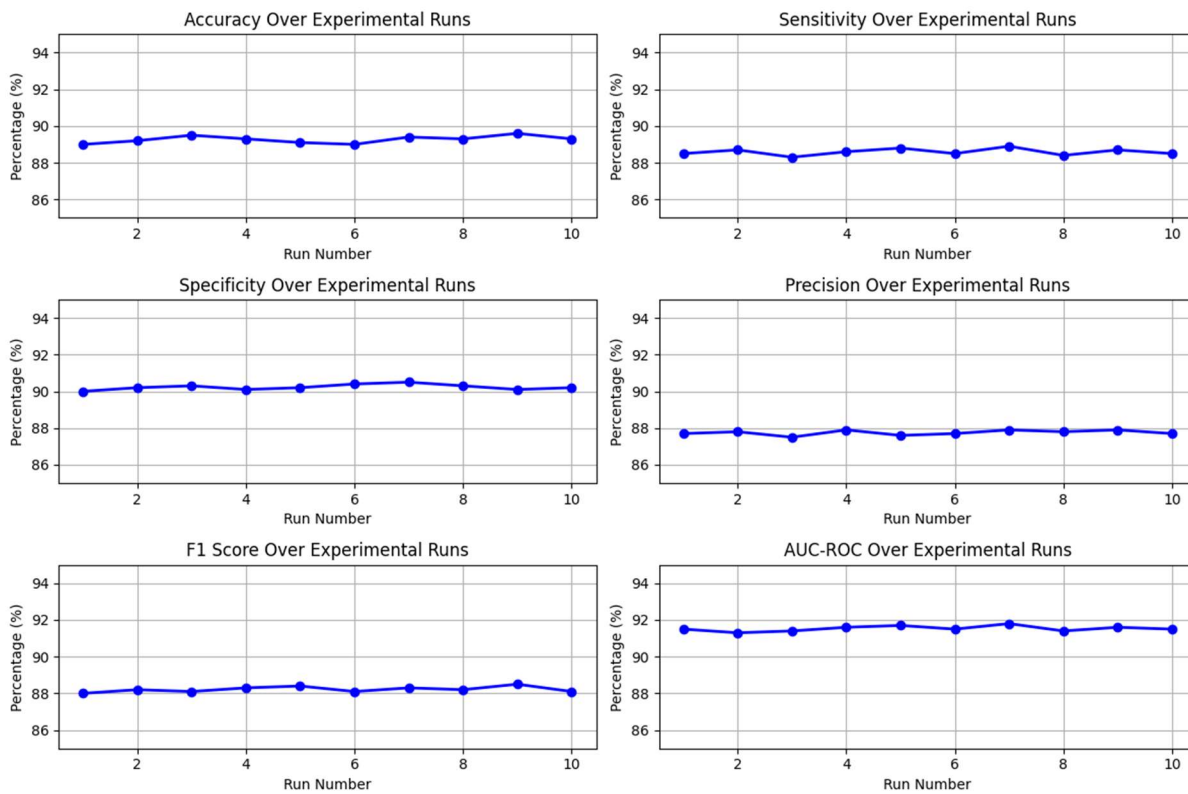 Accuracy Over Experimental Runs
Percentage (%)
94
92
90
88
86
2 4 6 8 10
Run Number
Sensitivity Over Experimental Runs
Percentage (%)
94
92
90
88
86
2 4 6 8 10
Run Number
Specificity Over Experimental Runs
Percentage (%)
94
92
90
88
86
2 4 6 8 10
Run Number
Precision Over Experimental Runs
Percentage (%)
94
92
90
88
86
2 4 6 8 10
Run Number
F1 Score Over Experimental Runs
Percentage (%)
94
92
90
88
86
2 4 6 8 10
Run Number
AUC-ROC Over Experimental Runs
Percentage (%)
94
92
90
88
86
2 4 6 8 10
Run Number